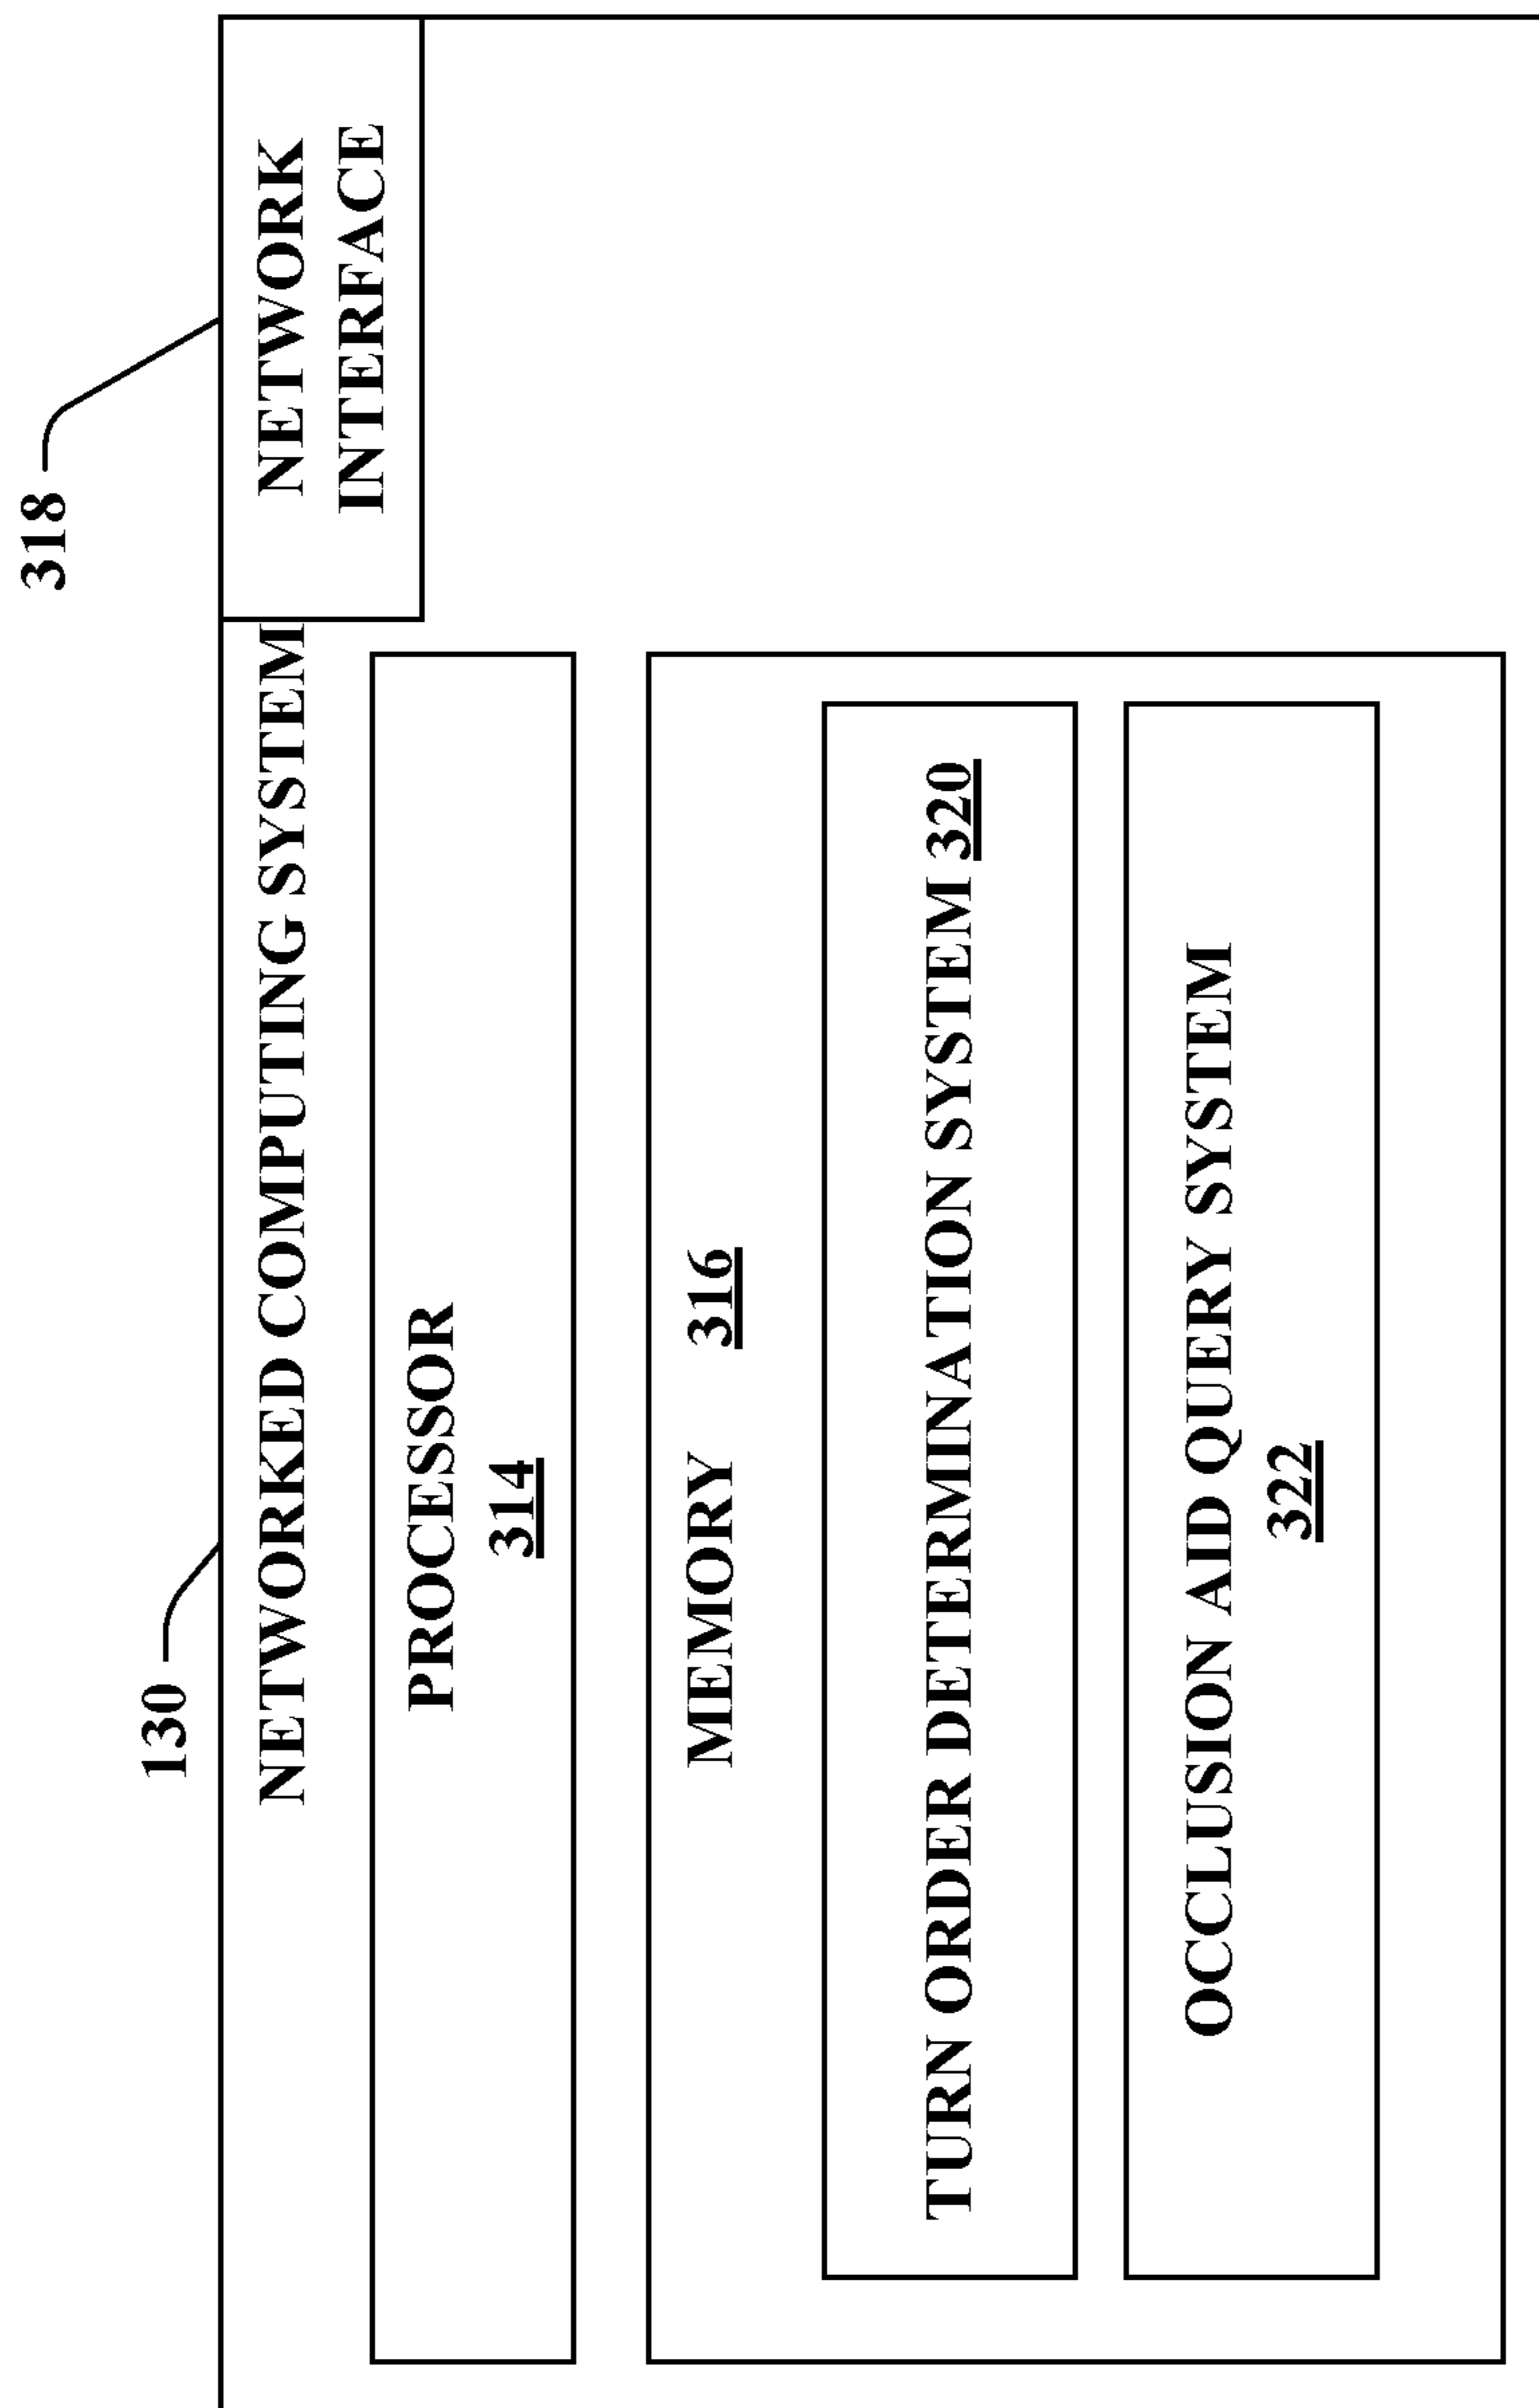 130
NETWORKED COMPUTING SYSTEM
318
NETWORK
INTERFACE
PROCESSOR
314
MEMORY 316
TURN ORDER DETERMINATION SYSTEM 320
OCCLUSION AID QUERY SYSTEM
322